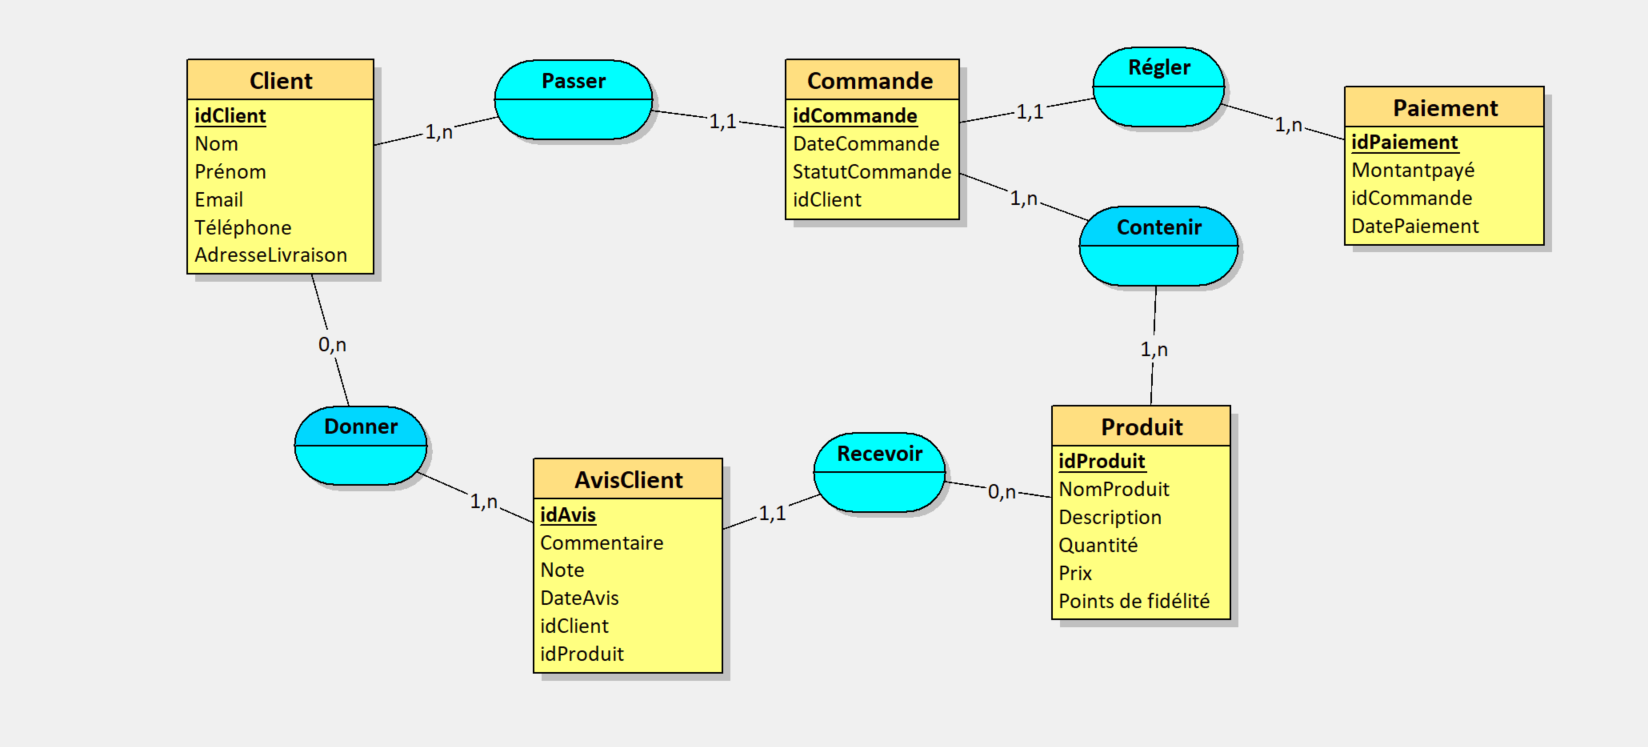 Client
idClient
Nom
Prénom
Email
Téléphone
AdresseLivraison
1,n
Passer
1,1
Commande
idCommande
DateCommande
StatutCommande
idClient
1,1
Régler
1,n
Paiement
idPaiement
Montantpayé
idCommande
DatePaiement
1,n
Contenir
1,n
0,n
Donner
1,n
AvisClient
idAvis
Commentaire
Note
DateAvis
idClient
idProduit
1,1
Recevoir
0,n
Produit
idProduit
NomProduit
Description
Quantité
Prix
Points de fidélité